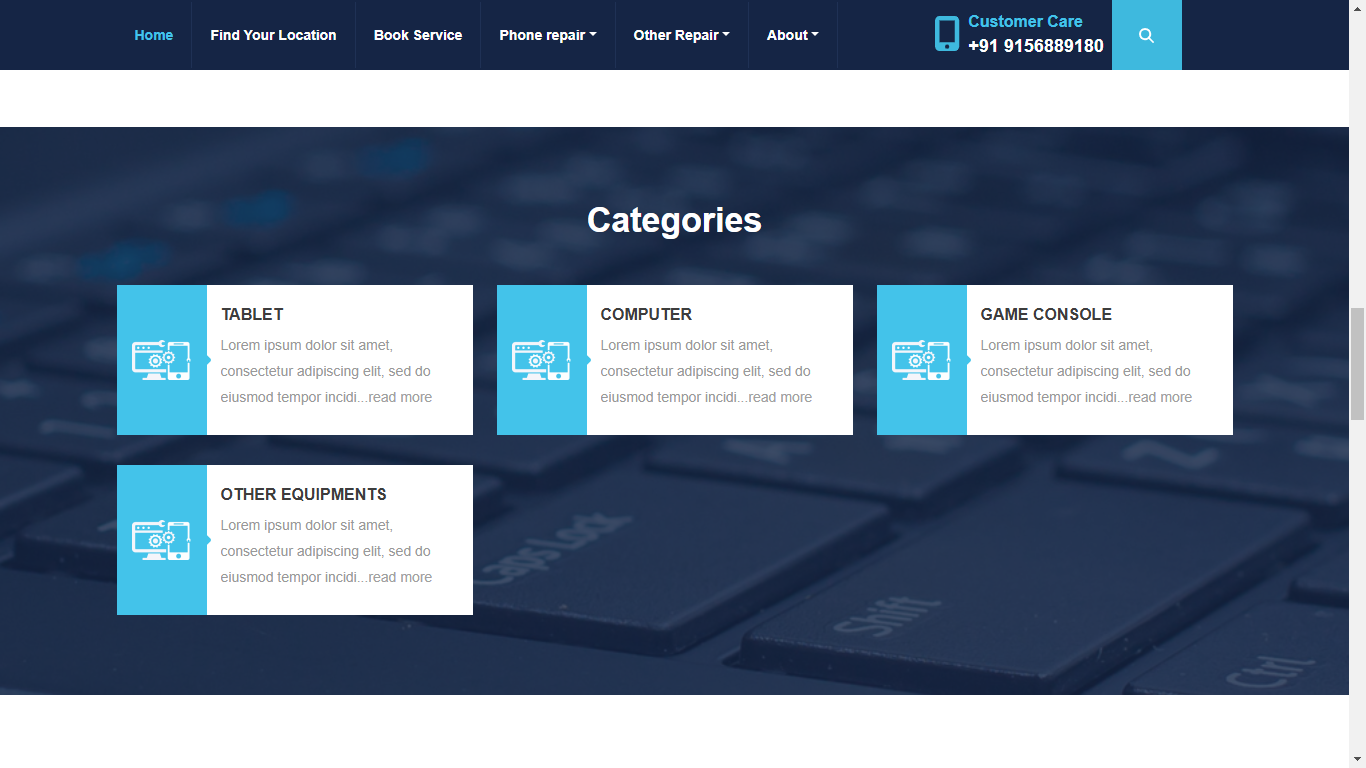 Home Find Your Location Book Service Phone repair Other Repair About Customer Care
+91 9156889180
Categories
TABLET
Lorem ipsum dolor sit amet,
consectetur adipiscing elit, sed do
eiusmod tempor incidi...read more
COMPUTER
Lorem ipsum dolor sit amet,
consectetur adipiscing elit, sed do
eiusmod tempor incidi...read more
GAME CONSOLE
Lorem ipsum dolor sit amet,
consectetur adipiscing elit, sed do
eiusmod tempor incidi...read more
OTHER EQUIPMENTS
Lorem ipsum dolor sit amet,
consectetur adipiscing elit, sed do
eiusmod tempor incidi...read more
Caps Lock
A
Z
Shift
Ctrl